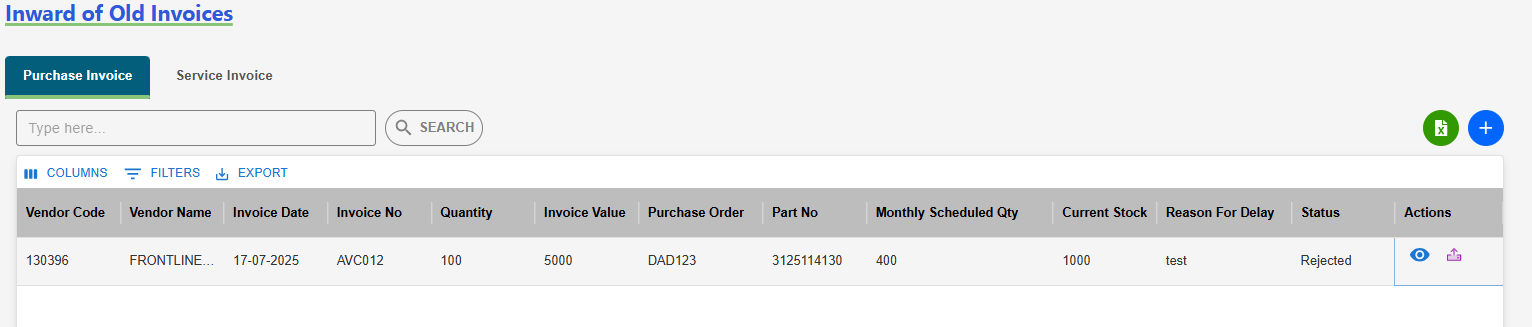 Inward of Old Invoices
Purchase Invoice Service Invoice
Type here... SEARCH
COLUMNS FILTERS EXPORT
Vendor Code Vendor Name Invoice Date Invoice No Quantity Invoice Value Purchase Order Part No Monthly Scheduled Qty Current Stock Reason For Delay Status Actions
130396 FRONTLINE... 17-07-2025 AVC012 100 5000 DAD123 3125114130 400 1000 test Rejected